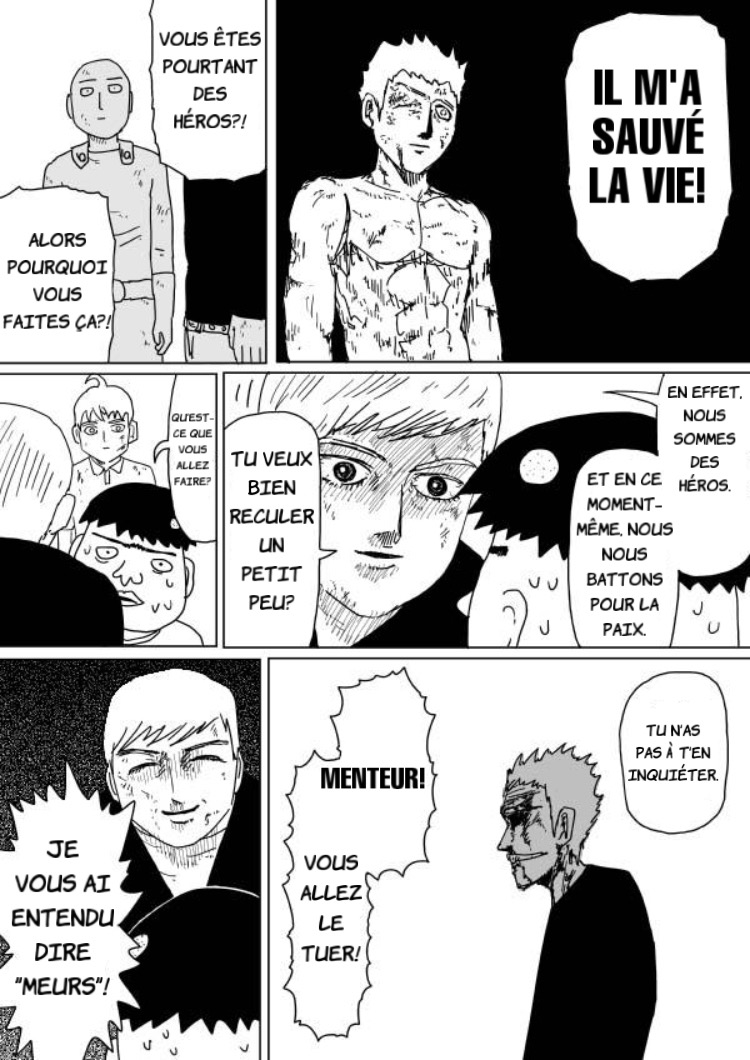 IL M'A
SAUVÉ
LA VIE!
VOUS ÊTES
POURTANT
DES
HÉROS?!
ALORS
POURQUOI
VOUS
FAITES ÇA?!
EN EFFET,
NOUS
SOMMES
DES
HÉROS.
ET EN CE
MOMENT-
MÊME, NOUS
NOUS
BATTONS
POUR LA
PAIX.
TU VEUX
BIEN
RECULER
UN
PETIT
PEU?
QU'EST-
CE QUE
VOUS
ALLEZ
FAIRE?
TU N'AS
PAS À T'EN
INQUIÉTER.
MENTEUR!
VOUS
ALLEZ
LE
TUER!
JE
VOUS AI
ENTENDU
DIRE
"MEURS"!